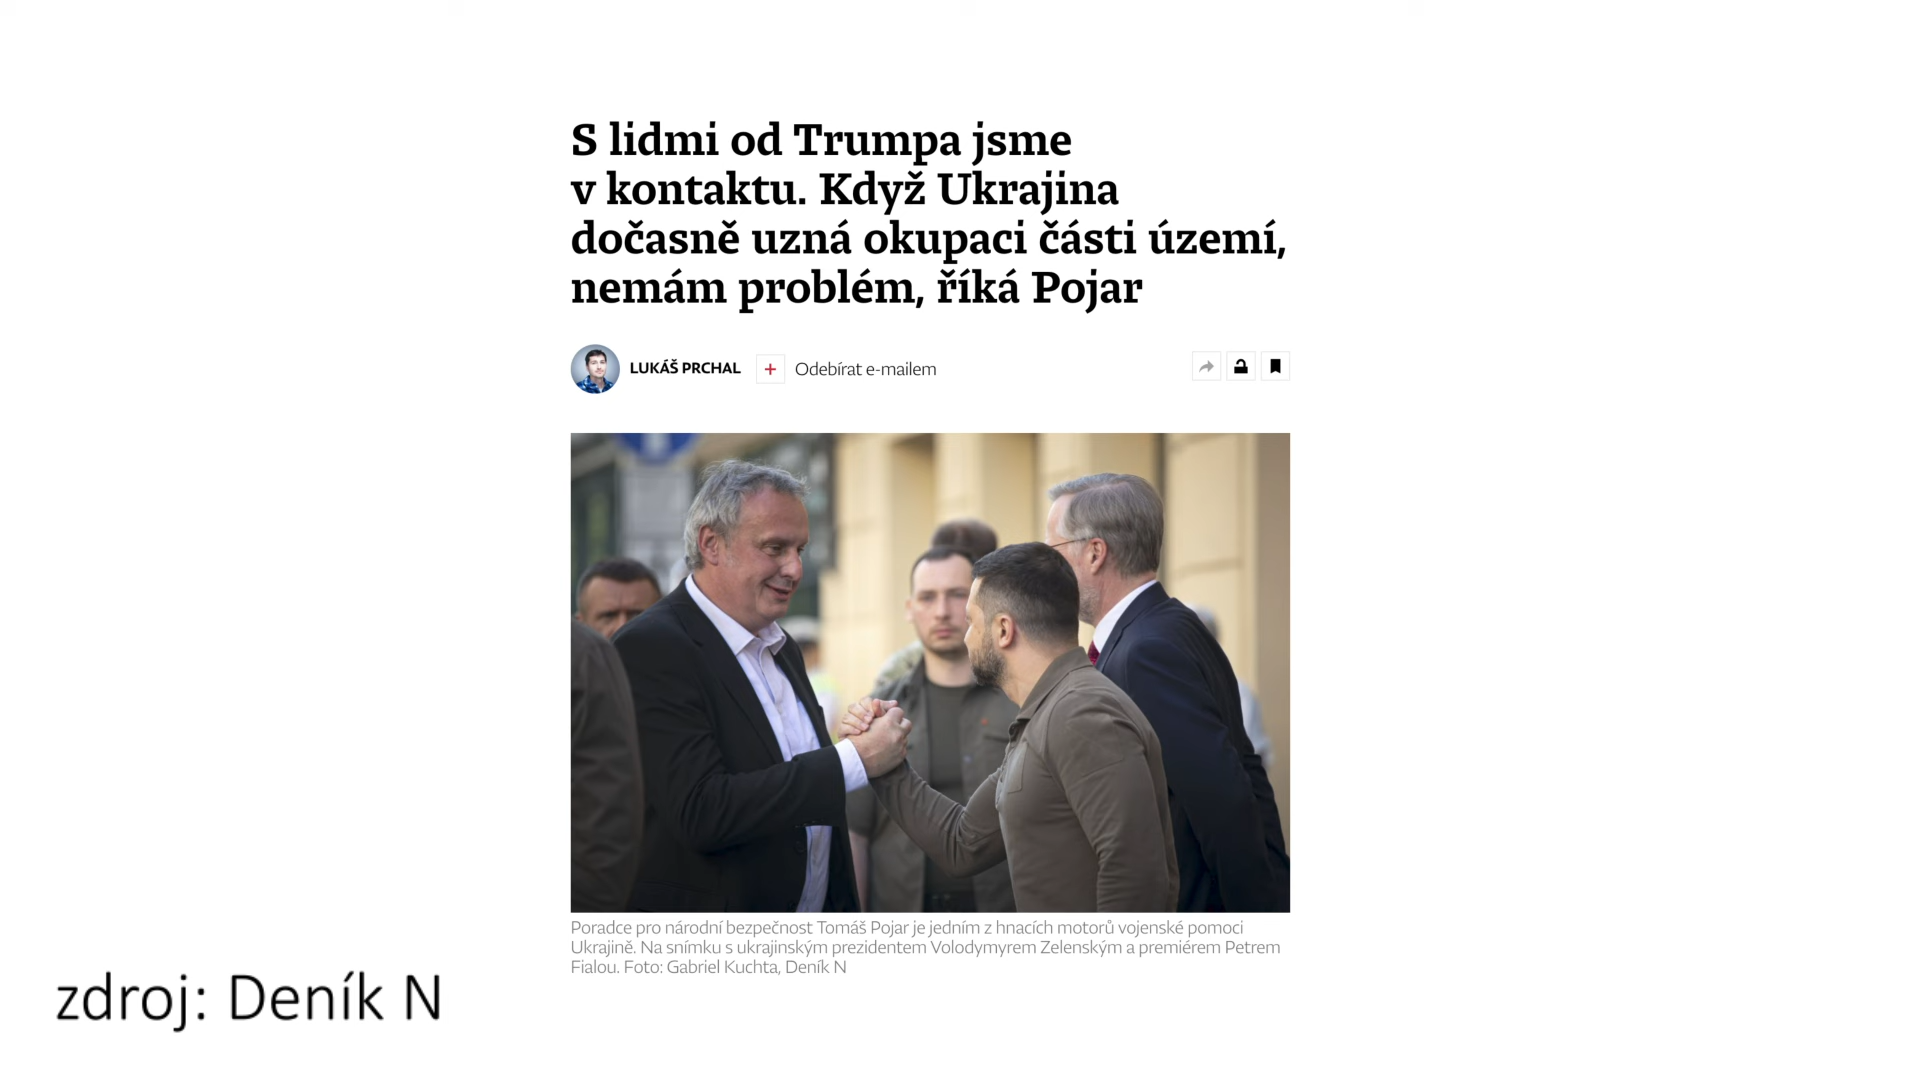 S lidmi od Trumpa jsme
v kontaktu. Když Ukrajina
dočasně uzná okupaci části území,
nemám problém, říká Pojar
LUKÁŠ PRCHAL + Odebírat e-mailem
Poradce pro národní bezpečnost Tomáš Pojar je jedním z hnacích motorů vojenské pomoci
Ukrajině. Na snímku s ukrajinským prezidentem Volodymyrem Zelenským a premiérem Petrem
Fialou. Foto: Gabriel Kuchta, Deník N
zdroj: Deník N